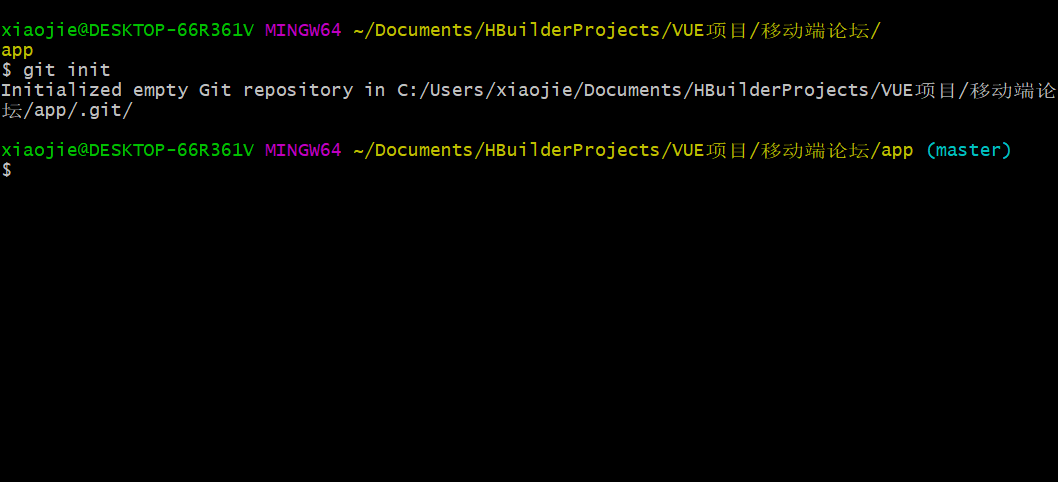 xiaojie@DESKTOP-66R361V MINGW64 ~/Documents/HBuilderProjects/VUE项目/移动端论坛/
app
$ git init
Initialized empty Git repository in C:/Users/xiaojie/Documents/HBuilderProjects/VUE项目/移动端论
坛/app/.git/
xiaojie@DESKTOP-66R361V MINGW64 ~/Documents/HBuilderProjects/VUE项目/移动端论坛/app (master)
$